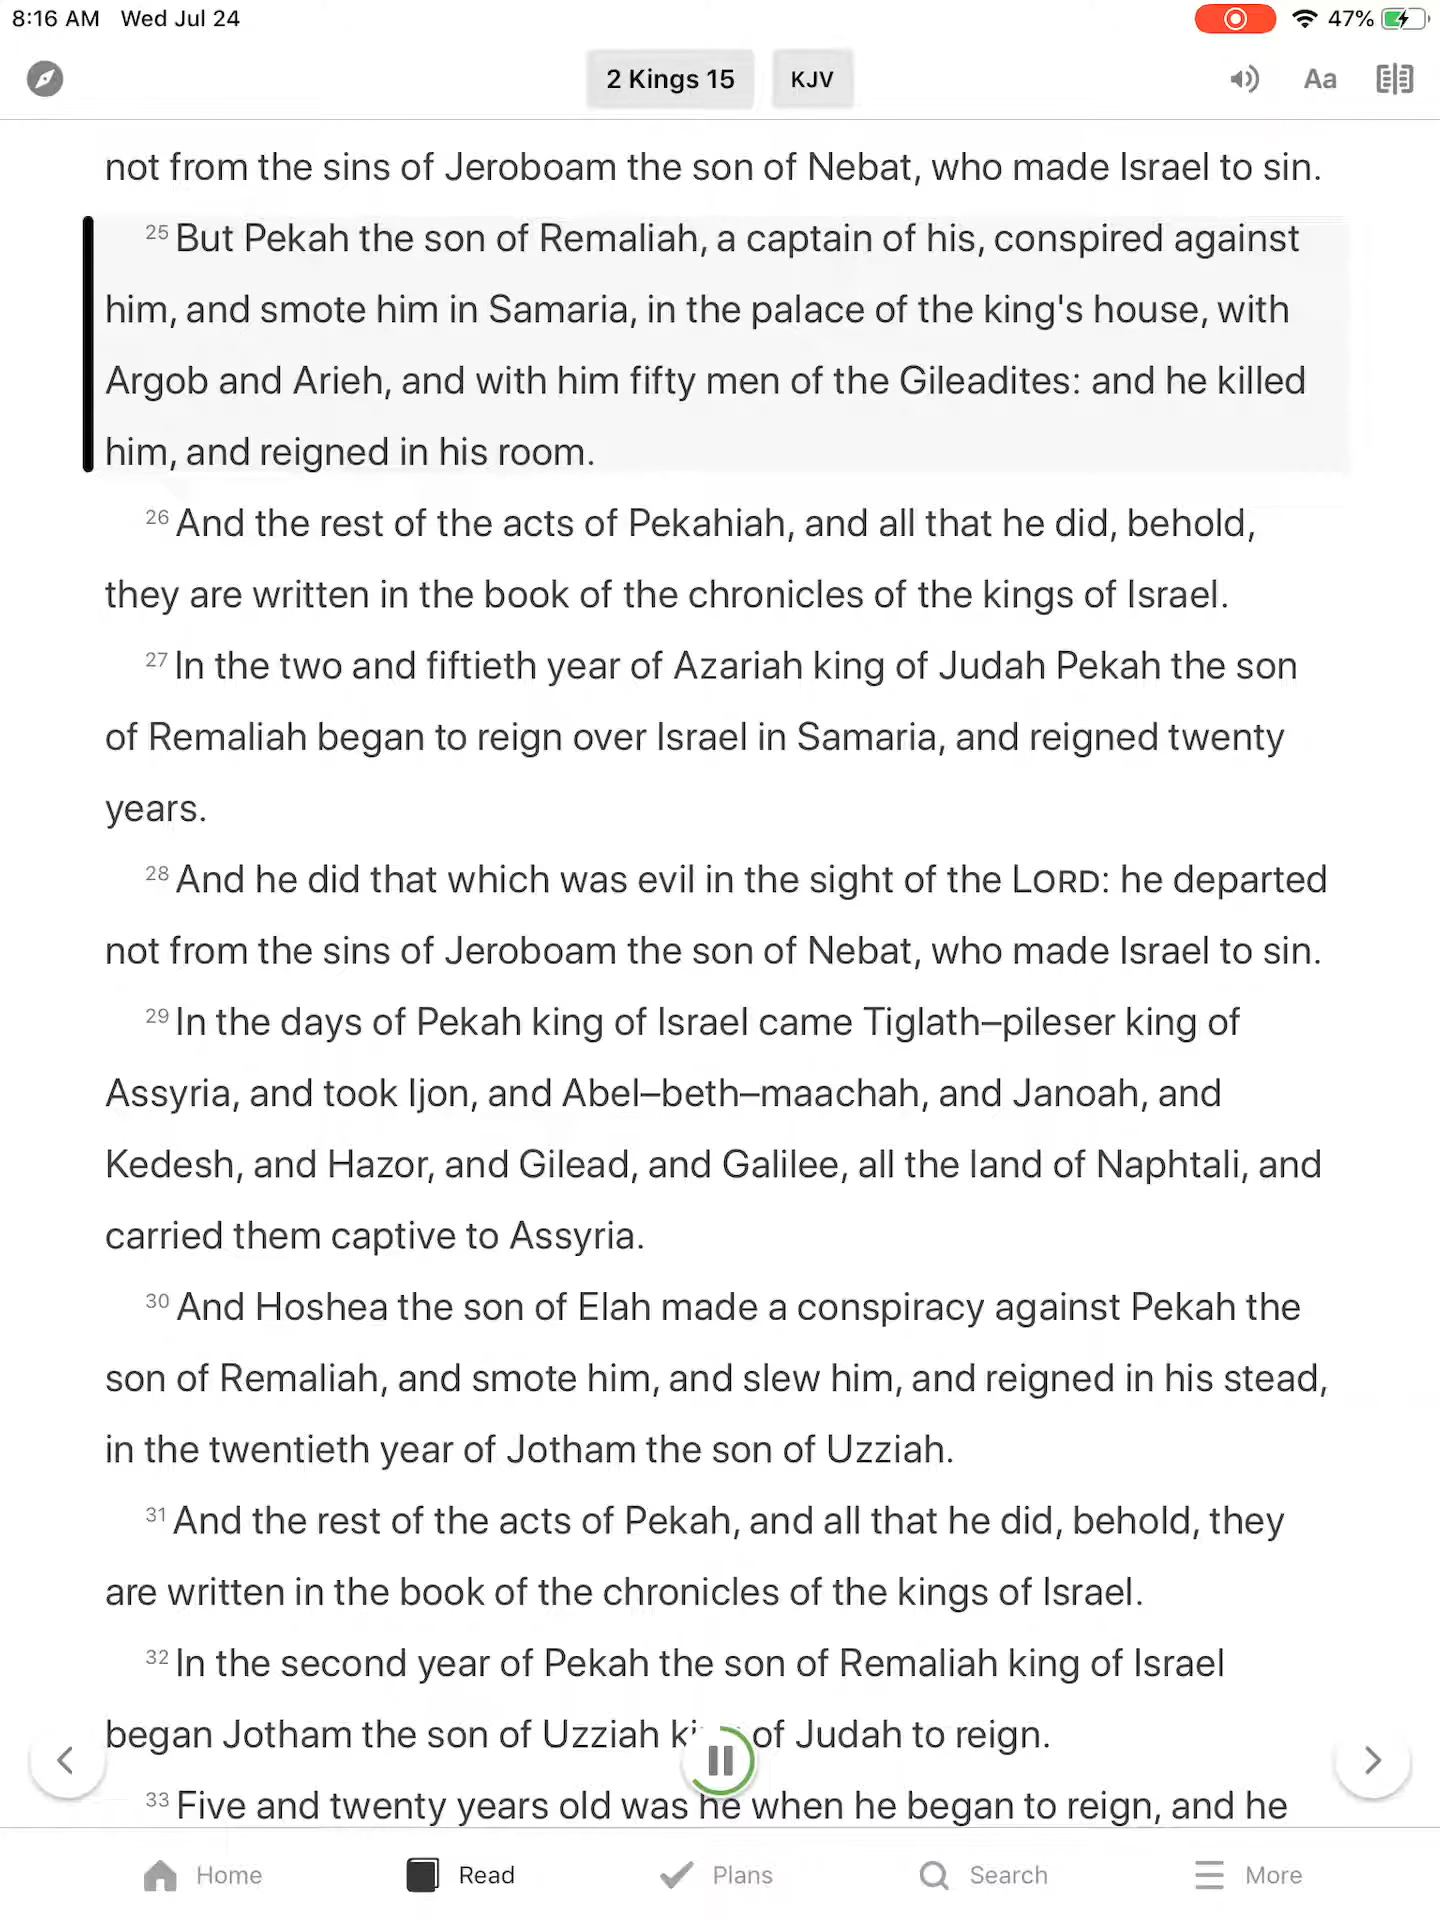 8:16 AM Wed Jul 24
47%
2 Kings 15
KJV
Aa
not from the sins of Jeroboam the son of Nebat, who made Israel to sin.
25 But Pekah the son of Remaliah, a captain of his, conspired against
him, and smote him in Samaria, in the palace of the king's house, with
Argob and Arieh, and with him fifty men of the Gileadites: and he killed
him, and reigned in his room.
26 And the rest of the acts of Pekahiah, and all that he did, behold,
they are written in the book of the chronicles of the kings of Israel.
27 In the two and fiftieth year of Azariah king of Judah Pekah the son
of Remaliah began to reign over Israel in Samaria, and reigned twenty
years.
28 And he did that which was evil in the sight of the LORD: he departed
not from the sins of Jeroboam the son of Nebat, who made Israel to sin.
29 In the days of Pekah king of Israel came Tiglath–pileser king of
Assyria, and took Ijon, and Abel–beth–maachah, and Janoah, and
Kedesh, and Hazor, and Gilead, and Galilee, all the land of Naphtali, and
carried them captive to Assyria.
30 And Hoshea the son of Elah made a conspiracy against Pekah the
son of Remaliah, and smote him, and slew him, and reigned in his stead,
in the twentieth year of Jotham the son of Uzziah.
31 And the rest of the acts of Pekah, and all that he did, behold, they
are written in the book of the chronicles of the kings of Israel.
32 In the second year of Pekah the son of Remaliah king of Israel
began Jotham the son of Uzziah of Judah to reign.
33 Five and twenty years old was he when he began to reign, and he
Home
Read
Plans
Search
More